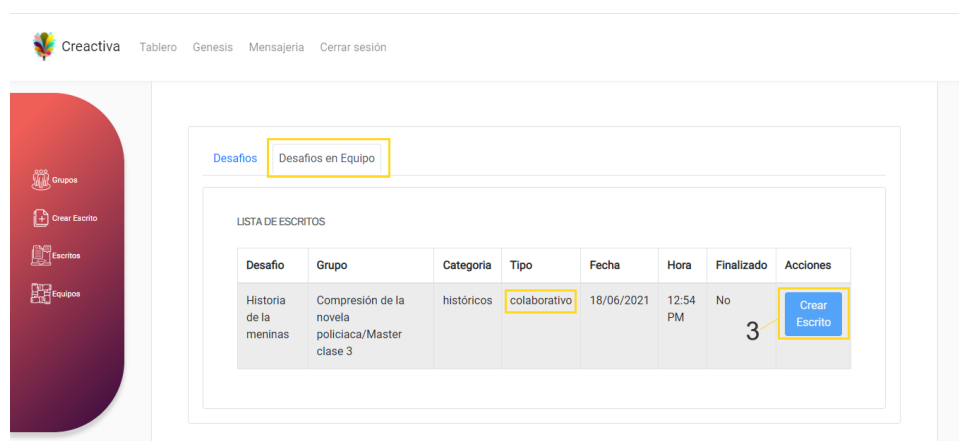 Creactiva Tablero Genesis Mensajeria Cerrar sesión
Grupos
Crear Escrito
Escritos
Equipos
Desafios Desafios en Equipo
LISTA DE ESCRITOS
Desafio Grupo Categoria Tipo Fecha Hora Finalizado Acciones
Historia Compresión de la históricos colaborativo 18/06/2021 12:54 No Crear
de la novela PM Escrito
meninas policiaca/Master 3
clase 3